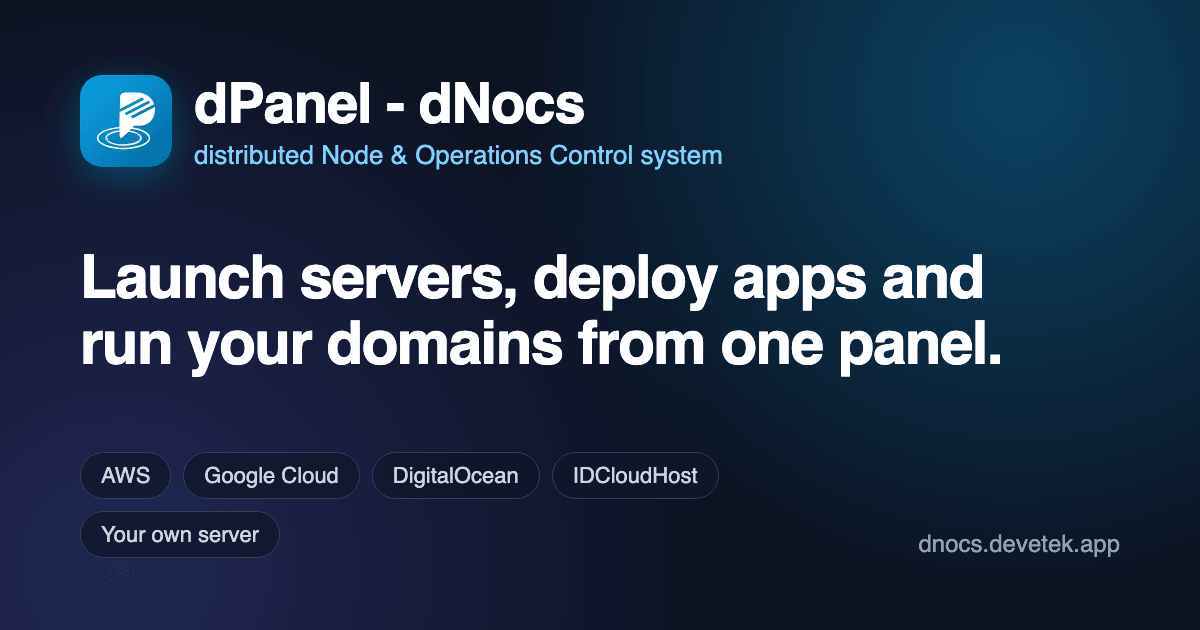 dPanel - dNocs
distributed Node & Operations Control system
Launch servers, deploy apps and
run your domains from one panel.
AWS
Google Cloud
DigitalOcean
IDCloudHost
Your own server
dnocs.devetek.app